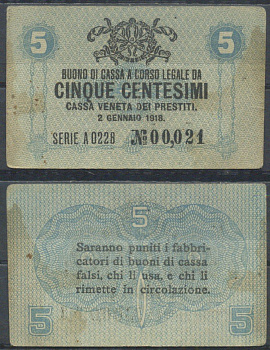 5 5
BUONO DI CASSA A CORSO LEGALE DA
CINQUE CENTESIMI
CASSA VENETA DEI PRESTITI.
2 GENNAIO 1918.
SERIE A 0228 №00,021
5
Saranno puniti i fabbri-
catori di buoni di cassa
falsi, chi li usa, e chi li
rimette in circolazione.
5 5